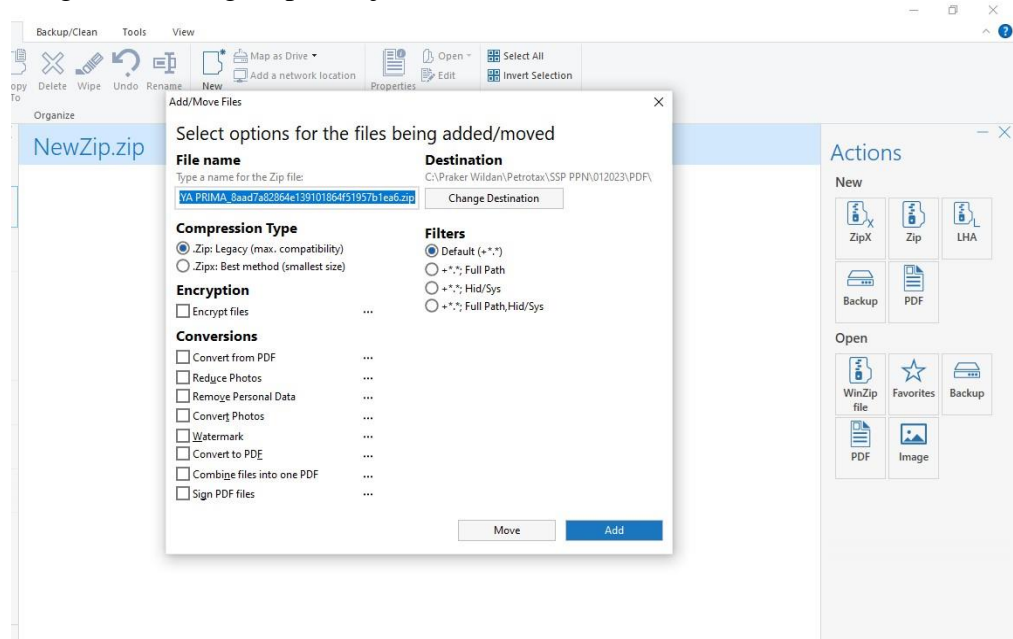 Backup/Clean Tools View
Delete Wipe Undo Rename New
To
Map as Drive
Add a network location
Properties
Open
Edit
Select All
Invert Selection
Organize
NewZip.zip
Add/Move Files
Select options for the files being added/moved
File name
Type a name for the Zip file:
YA PRIMA_8aad7a82864e139101864f51957b1ea6.zip
Destination
C:\Praker Wildan\Petrotax\SSP PPN\012023\PDF\
Change Destination
Compression Type
.Zip: Legacy (max. compatibility)
.Zipx: Best method (smallest size)
Filters
Default (+*.*)
+*.*; Full Path
+*.*; Hid/Sys
+*.*; Full Path,Hid/Sys
Encryption
Encrypt files ...
Conversions
Convert from PDF ...
Reduce Photos ...
Remove Personal Data ...
Convert Photos ...
Watermark ...
Convert to PDF ...
Combine files into one PDF ...
Sign PDF files ...
Move Add
Actions
New
ZipX Zip LHA
Backup PDF
Open
WinZip file Favorites Backup
PDF Image